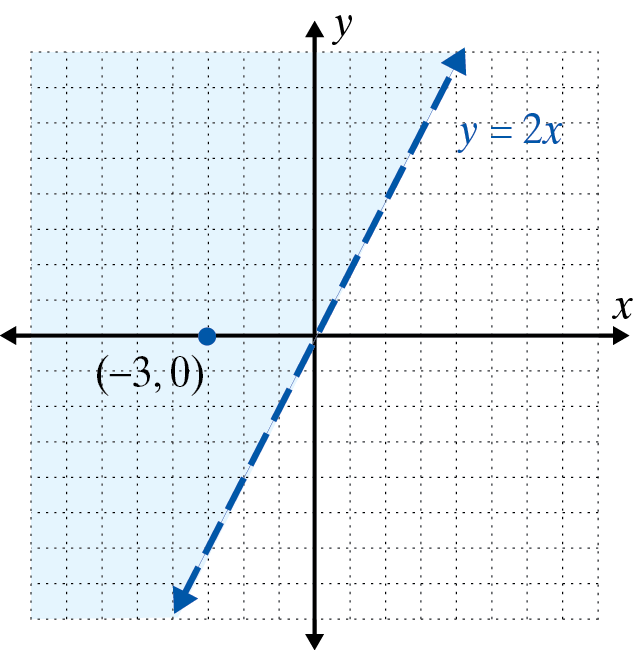 y
y = 2x
x
(−3, 0)